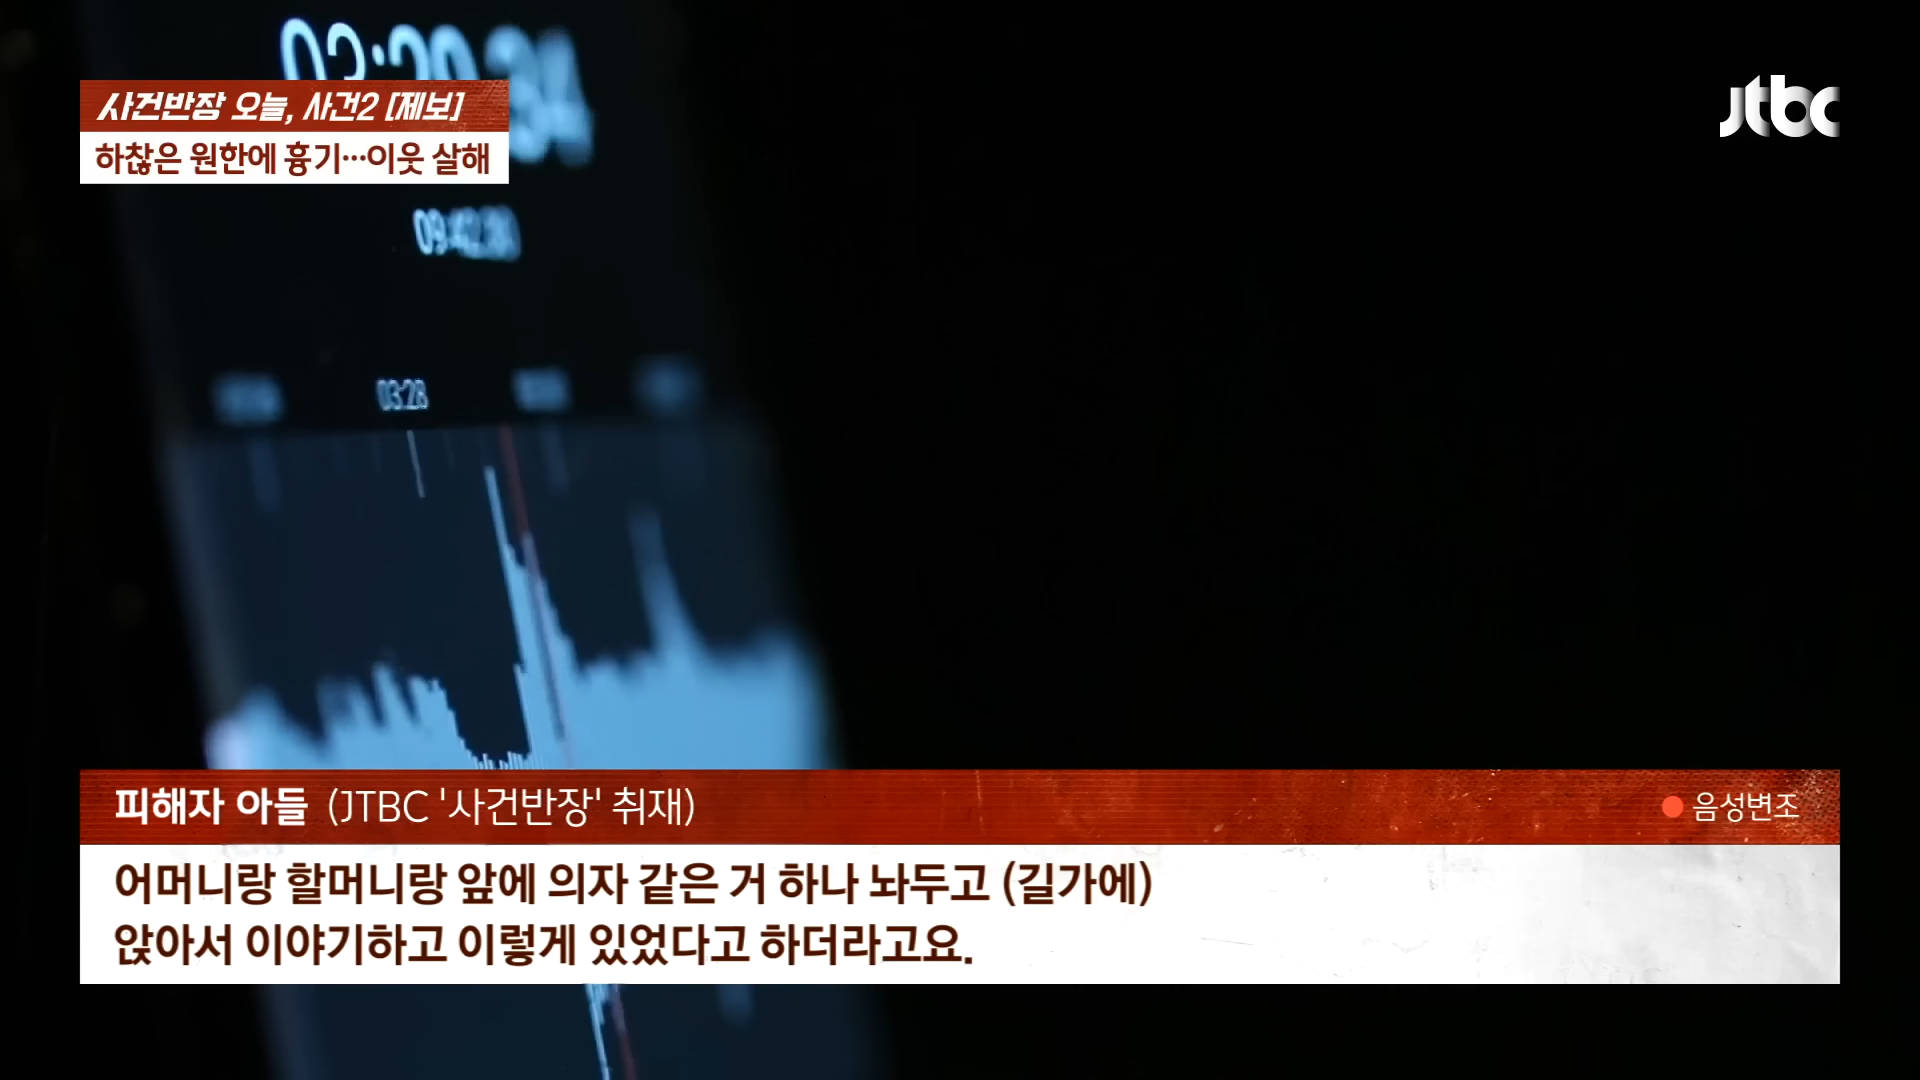 03:29.34
사건반장 오늘, 사건2 [제보]
하찮은 원한에 흉기…이웃 살해
jtbc
03:28
피해자 아들 (JTBC '사건반장' 취재)
음성변조
어머니랑 할머니랑 앞에 의자 같은 거 하나 놔두고 (길가에)
앉아서 이야기하고 이렇게 있었다고 하더라고요.